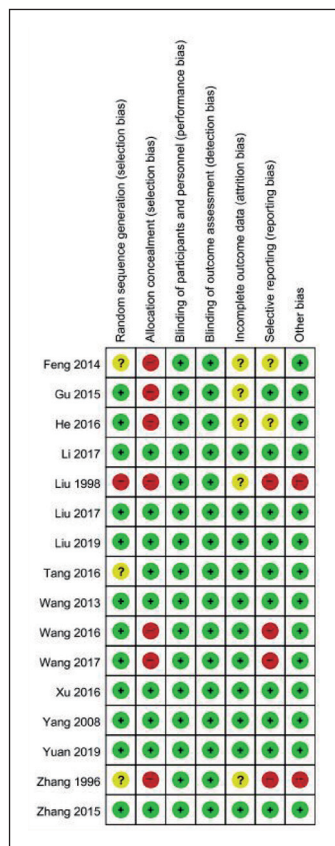 Random sequence generation (selection bias)
Allocation concealment (selection bias)
Blinding of participants and personnel (performance bias)
Blinding of outcome assessment (detection bias)
Incomplete outcome data (attrition bias)
Selective reporting (reporting bias)
Other bias
Feng 2014 ? - + + ? ? +
Gu 2015 + - + + ? + +
He 2016 + - + + ? ? +
Li 2017 + + + + + + +
Liu 1998 - - + + ? - -
Liu 2017 + + + + + + +
Liu 2019 + + + + + + +
Tang 2016 ? + + + + + +
Wang 2013 + + + + + + +
Wang 2016 + - + + + - +
Wang 2017 + - + + + - +
Xu 2016 + + + + + + +
Yang 2008 + + + + + + +
Yuan 2019 + + + + + + +
Zhang 1996 ? - + + ? - -
Zhang 2015 + + + + + + +